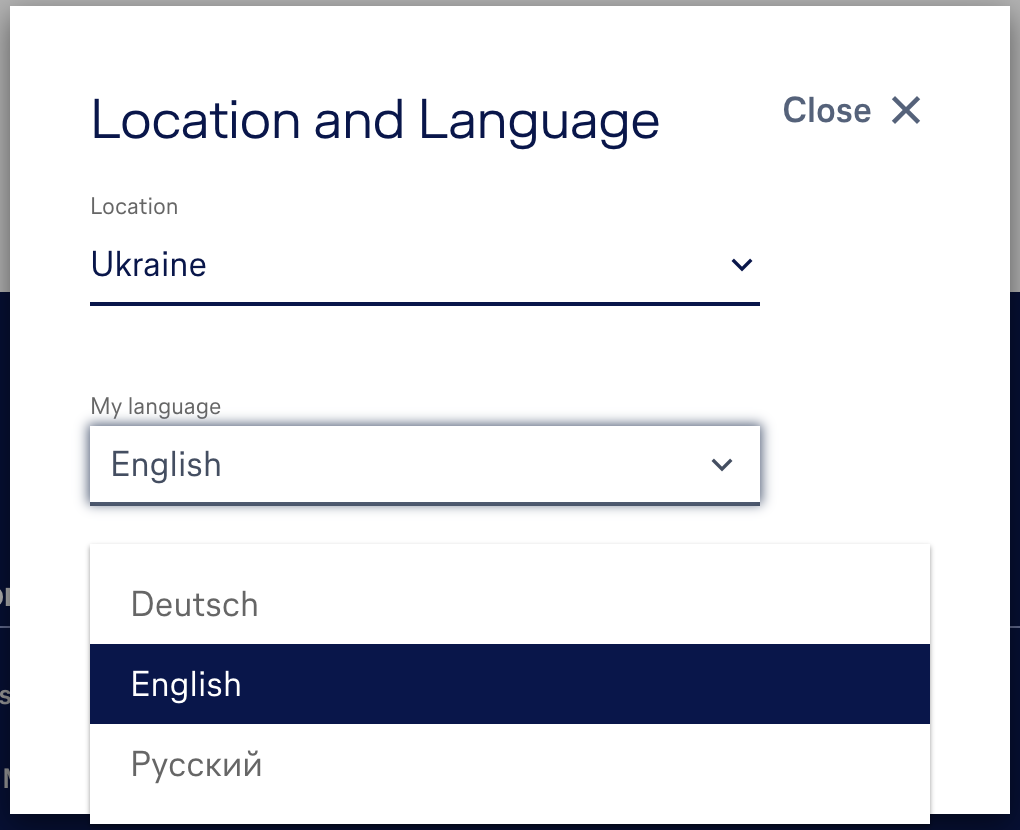 Location and Language
Close
Location
Ukraine
My language
English
Deutsch
English
Русский